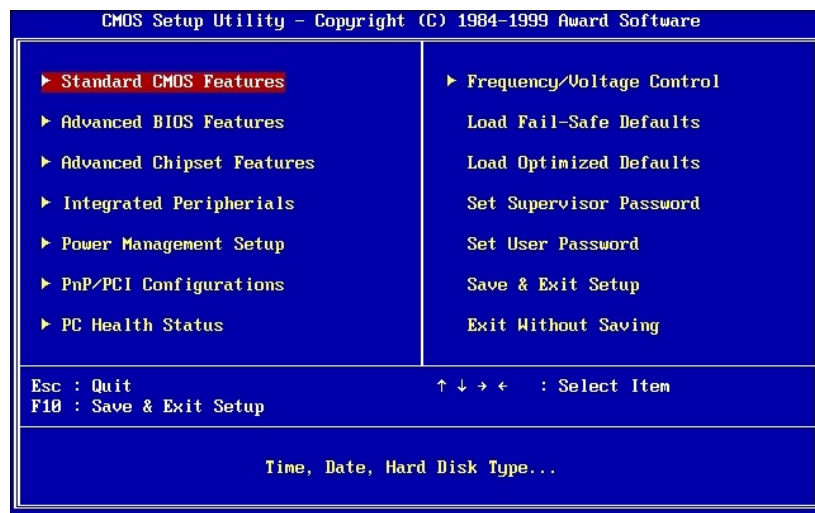 CMOS Setup Utility – Copyright (C) 1984–1999 Award Software
▶ Standard CMOS Features
▶ Advanced BIOS Features
▶ Advanced Chipset Features
▶ Integrated Peripherials
▶ Power Management Setup
▶ PnP/PCI Configurations
▶ PC Health Status
▶ Frequency/Voltage Control
Load Fail-Safe Defaults
Load Optimized Defaults
Set Supervisor Password
Set User Password
Save & Exit Setup
Exit Without Saving
Esc : Quit
F10 : Save & Exit Setup
↑ ↓ → ← : Select Item
Time, Date, Hard Disk Type...